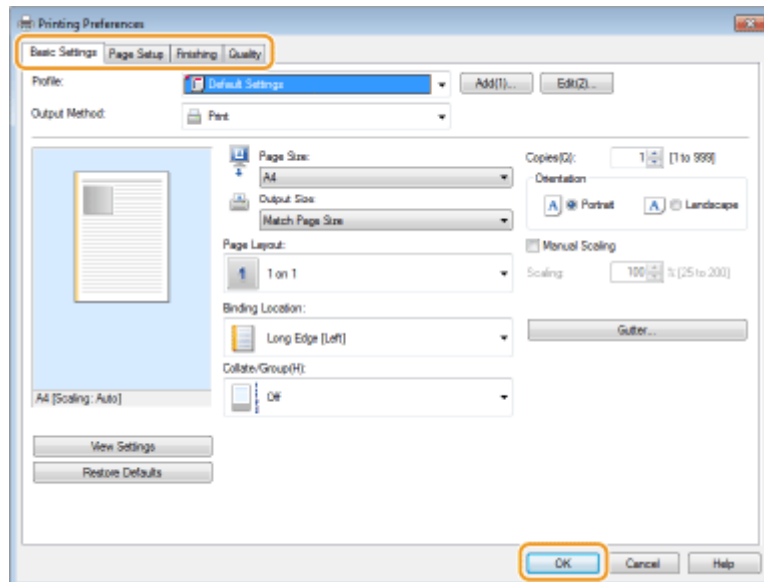 Printing Preferences
Basic Settings Page Setup Finishing Quality
Profile: Default Settings Add(1)... Edit(2)...
Output Method: Print
Page Size:
A4
Output Size:
Match Page Size
Copies(Q): 1 [1 to 999]
Orientation
A Portrait A Landscape
Page Layout:
1 1 on 1
Manual Scaling
Scaling: 100 % [25 to 200]
Binding Location:
Long Edge [Left]
Gutter...
Collate/Group(H):
Off
A4 [Scaling: Auto]
View Settings
Restore Defaults
OK Cancel Help